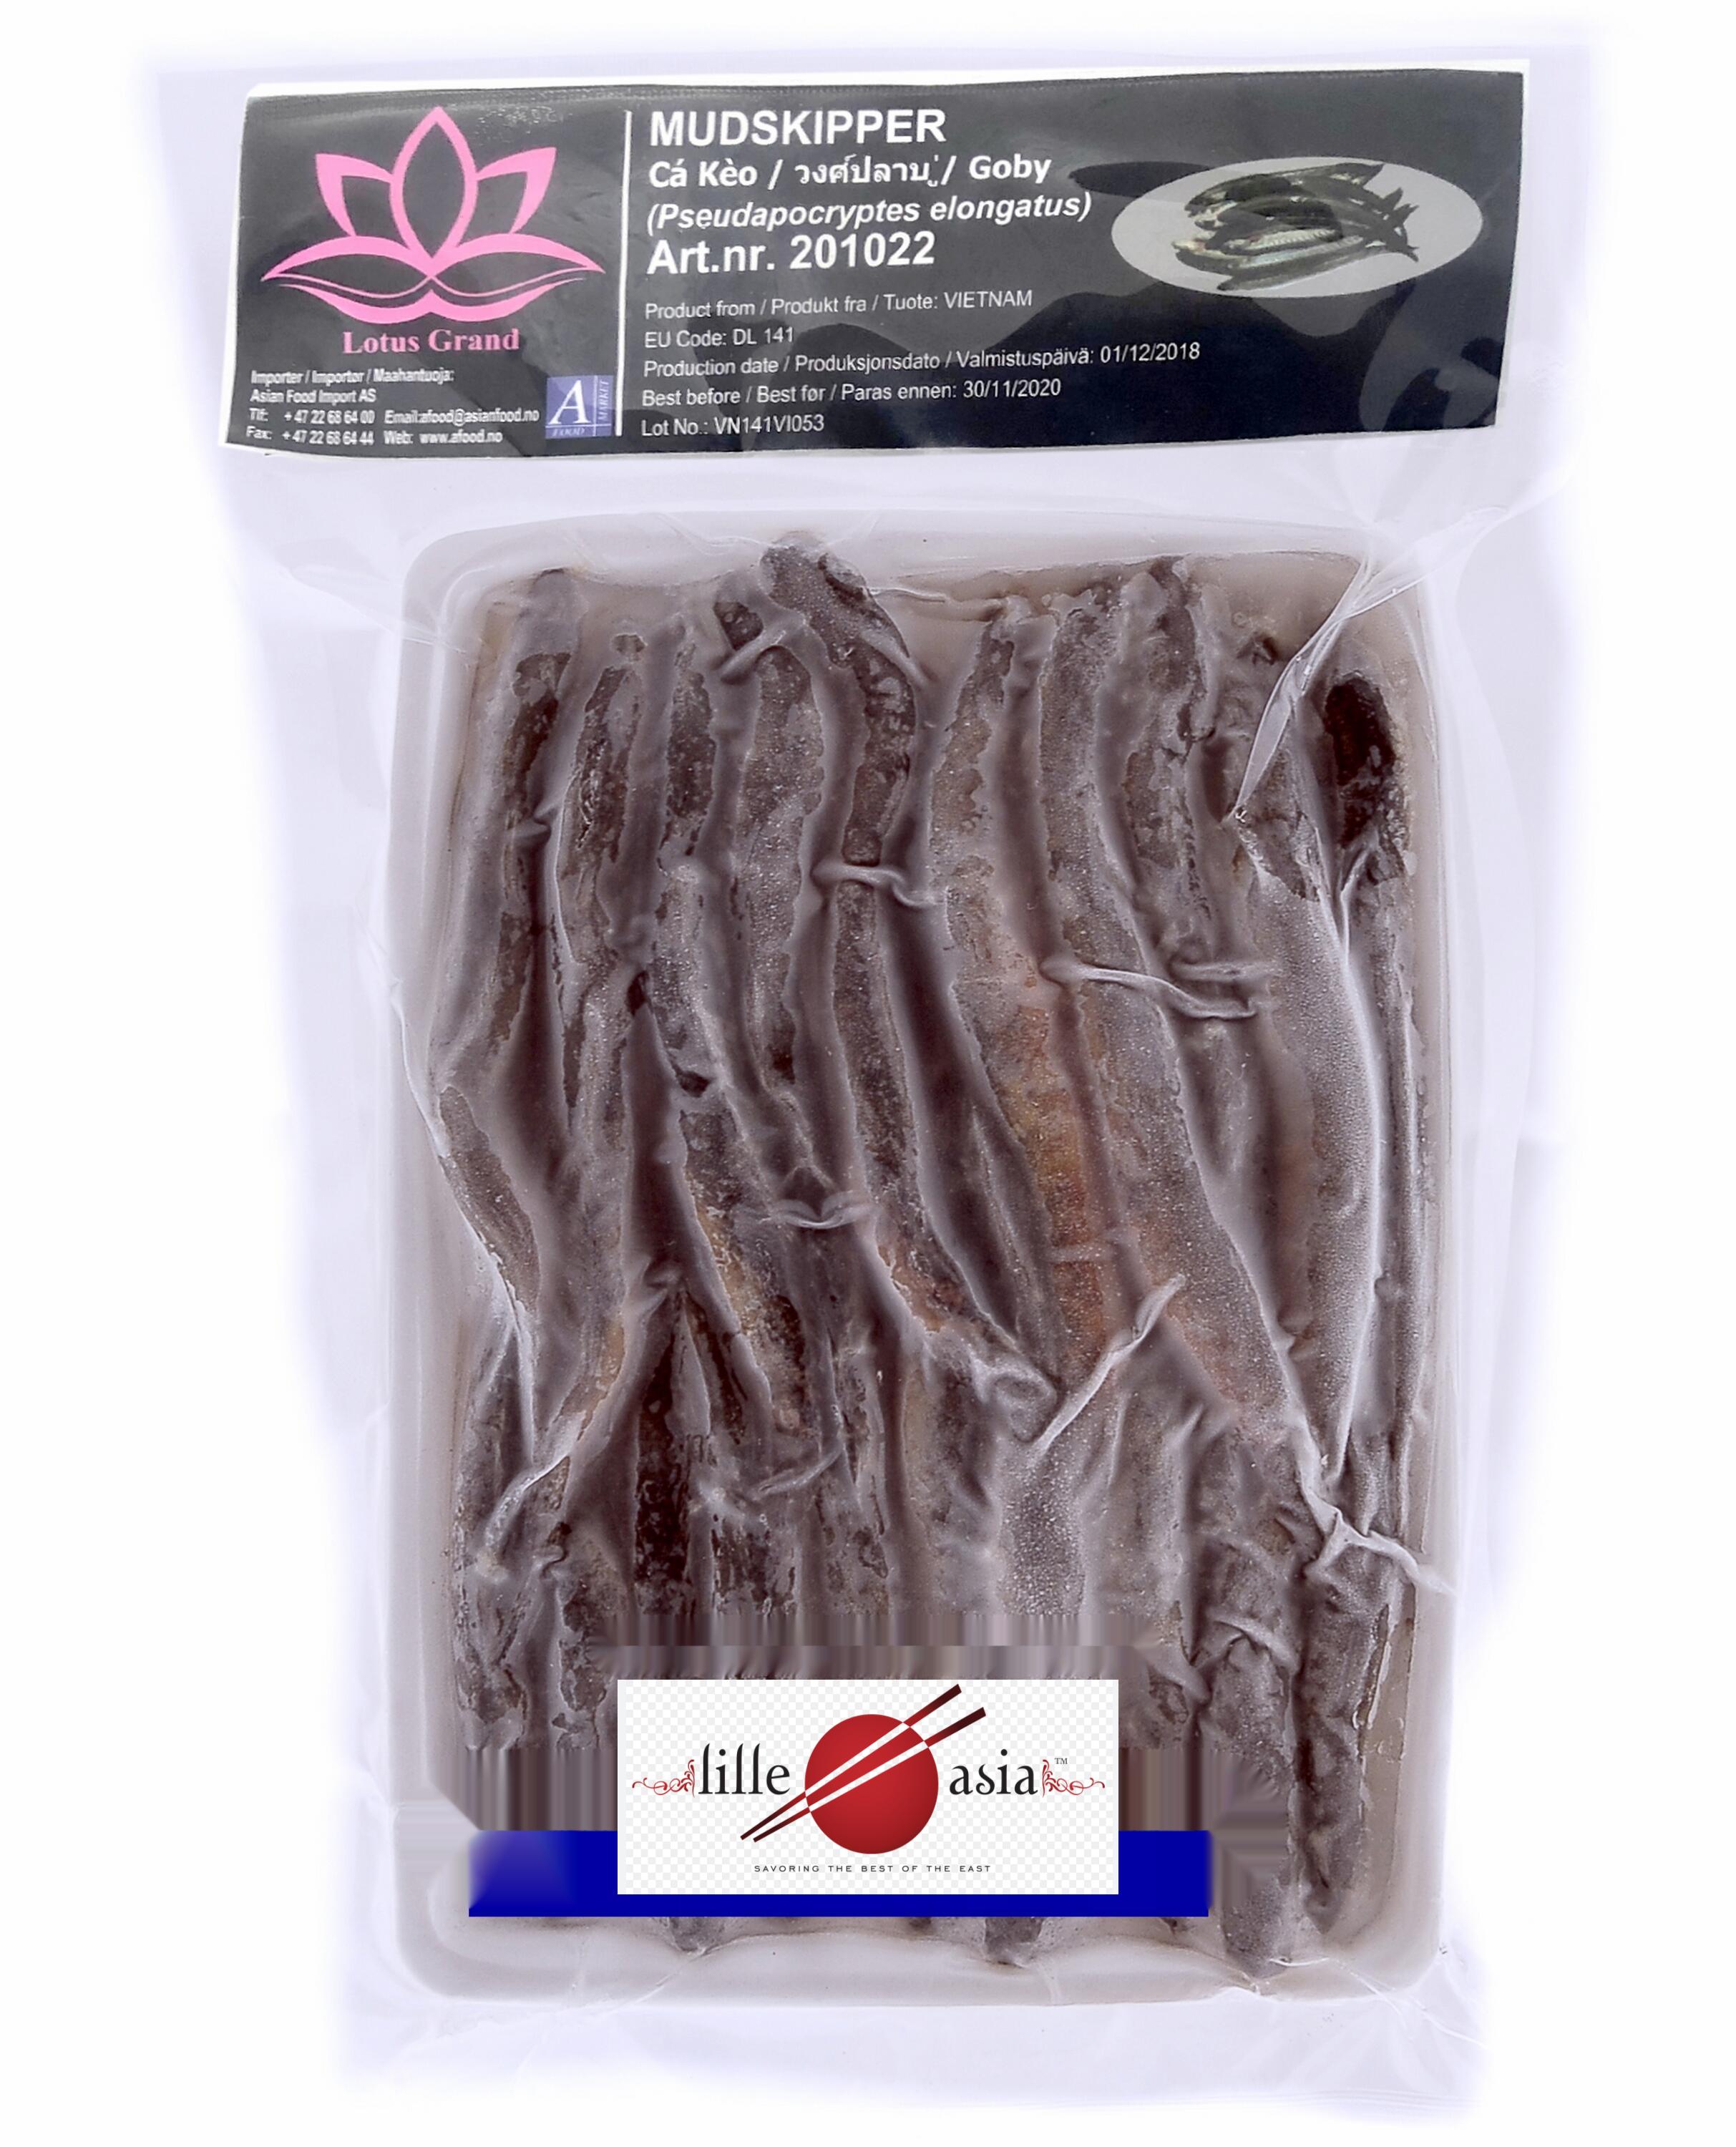 MUDSKIPPER
Cá Kèo / วงศ์ปลาบู่ / Goby
(Pseudapocryptes elongatus)
Art.nr. 201022
Product from / Produkt fra / Tuote: VIETNAM
EU Code: DL 141
Production date / Produksjonsdato / Valmistuspäivä: 01/12/2018
Best before / Best før / Paras ennen: 30/11/2020
Lot No.: VN141VI053
Lotus Grand
Importer / Importør / Maahantuoja:
Asian Food Import AS
Tlf: +47 22 68 64 00 Email:afood@asianfood.no
Fax: +47 22 68 64 44 Web: www.afood.no
A
FOOD
MARKET
lille asia™
SAVORING THE BEST OF THE EAST